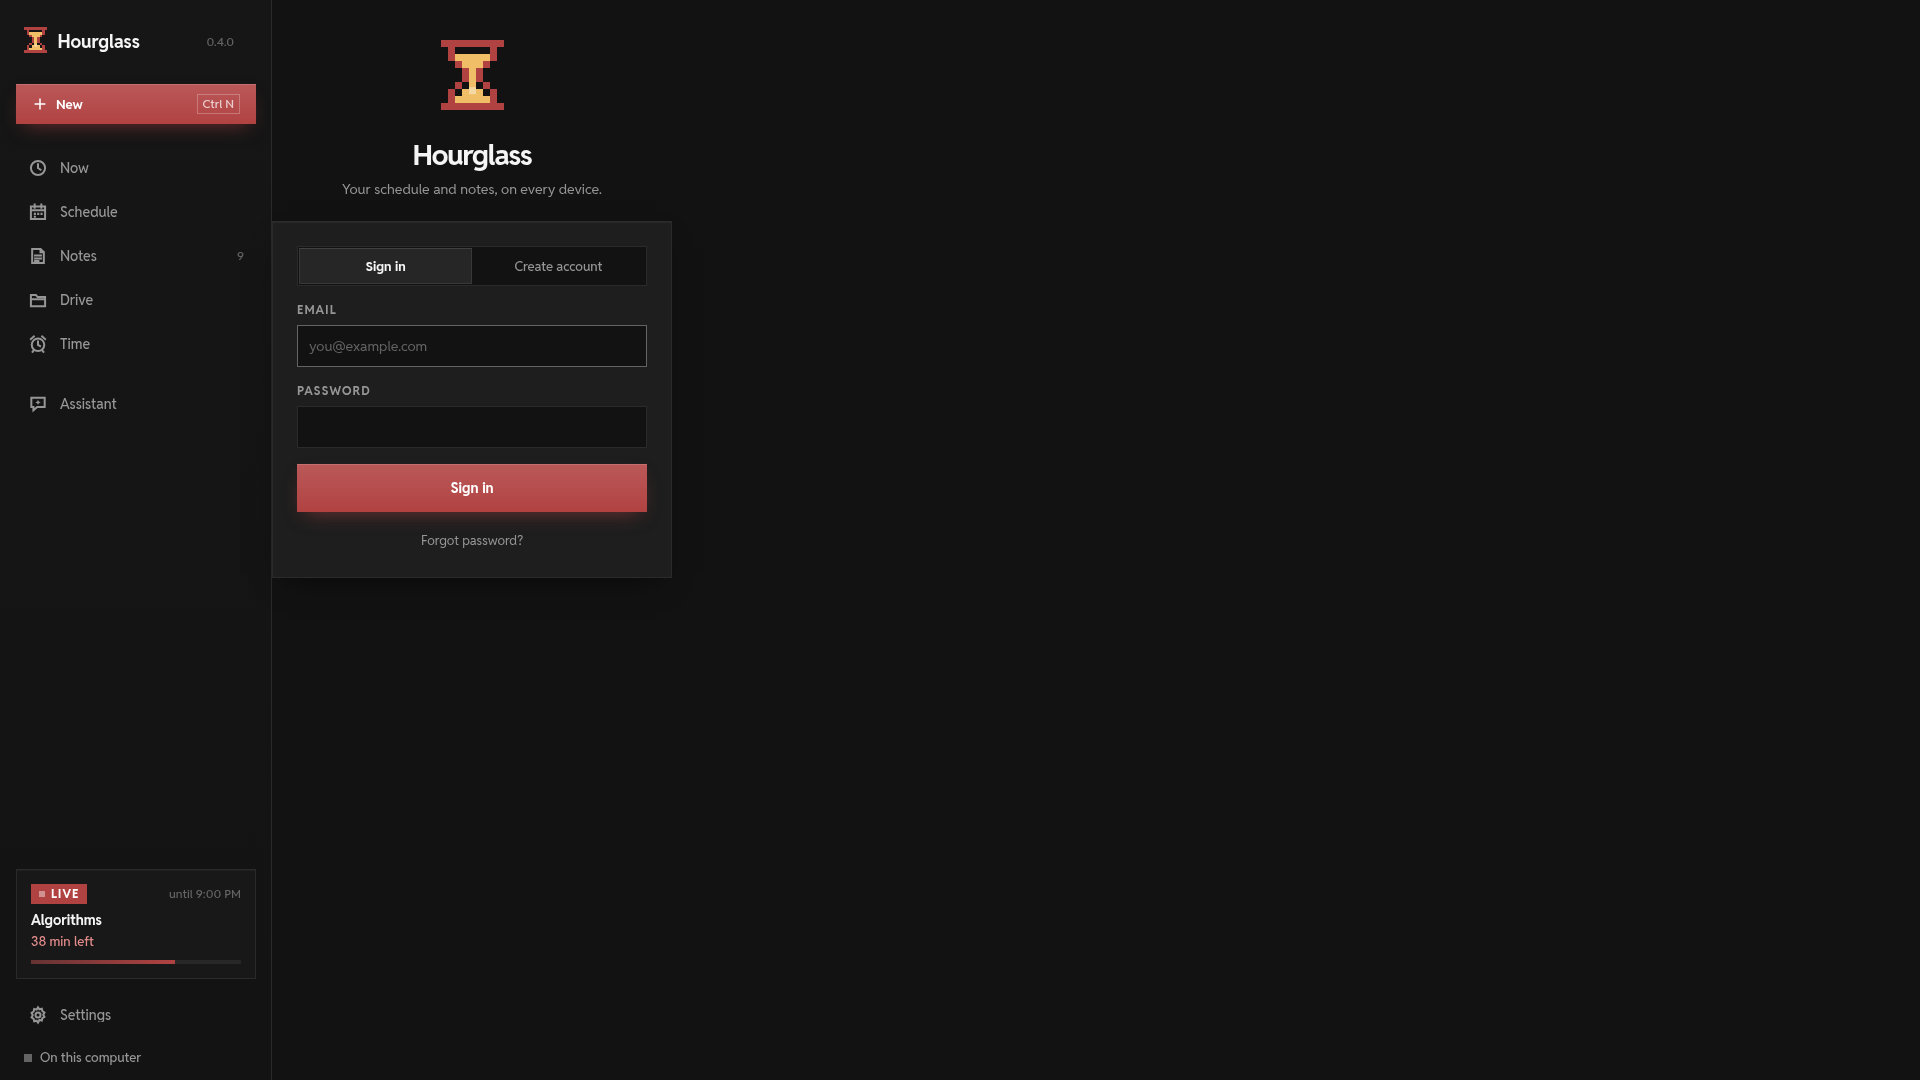 Hourglass 0.4.0
New Ctrl N
Now
Schedule
Notes 9
Drive
Time
Assistant
LIVE until 9:00 PM
Algorithms
38 min left
Settings
On this computer
Hourglass
Your schedule and notes, on every device.
Sign in Create account
EMAIL
you@example.com
PASSWORD
Sign in
Forgot password?